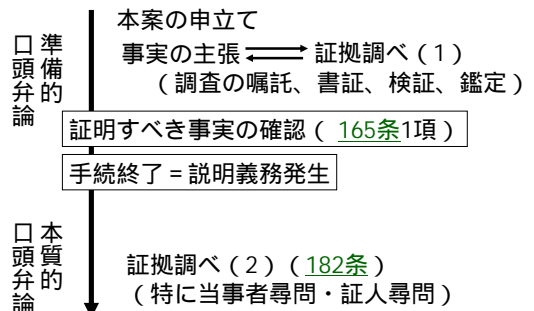 準備的
口頭弁論
本案の申立て
事実の主張 証拠調べ（1）
（調査の嘱託、書証、検証、鑑定）
証明すべき事実の確認（ 165条1項 ）
手続終了 = 説明義務発生
本質的
口頭弁論
証拠調べ（2）（182条）
（特に当事者尋問・証人尋問）